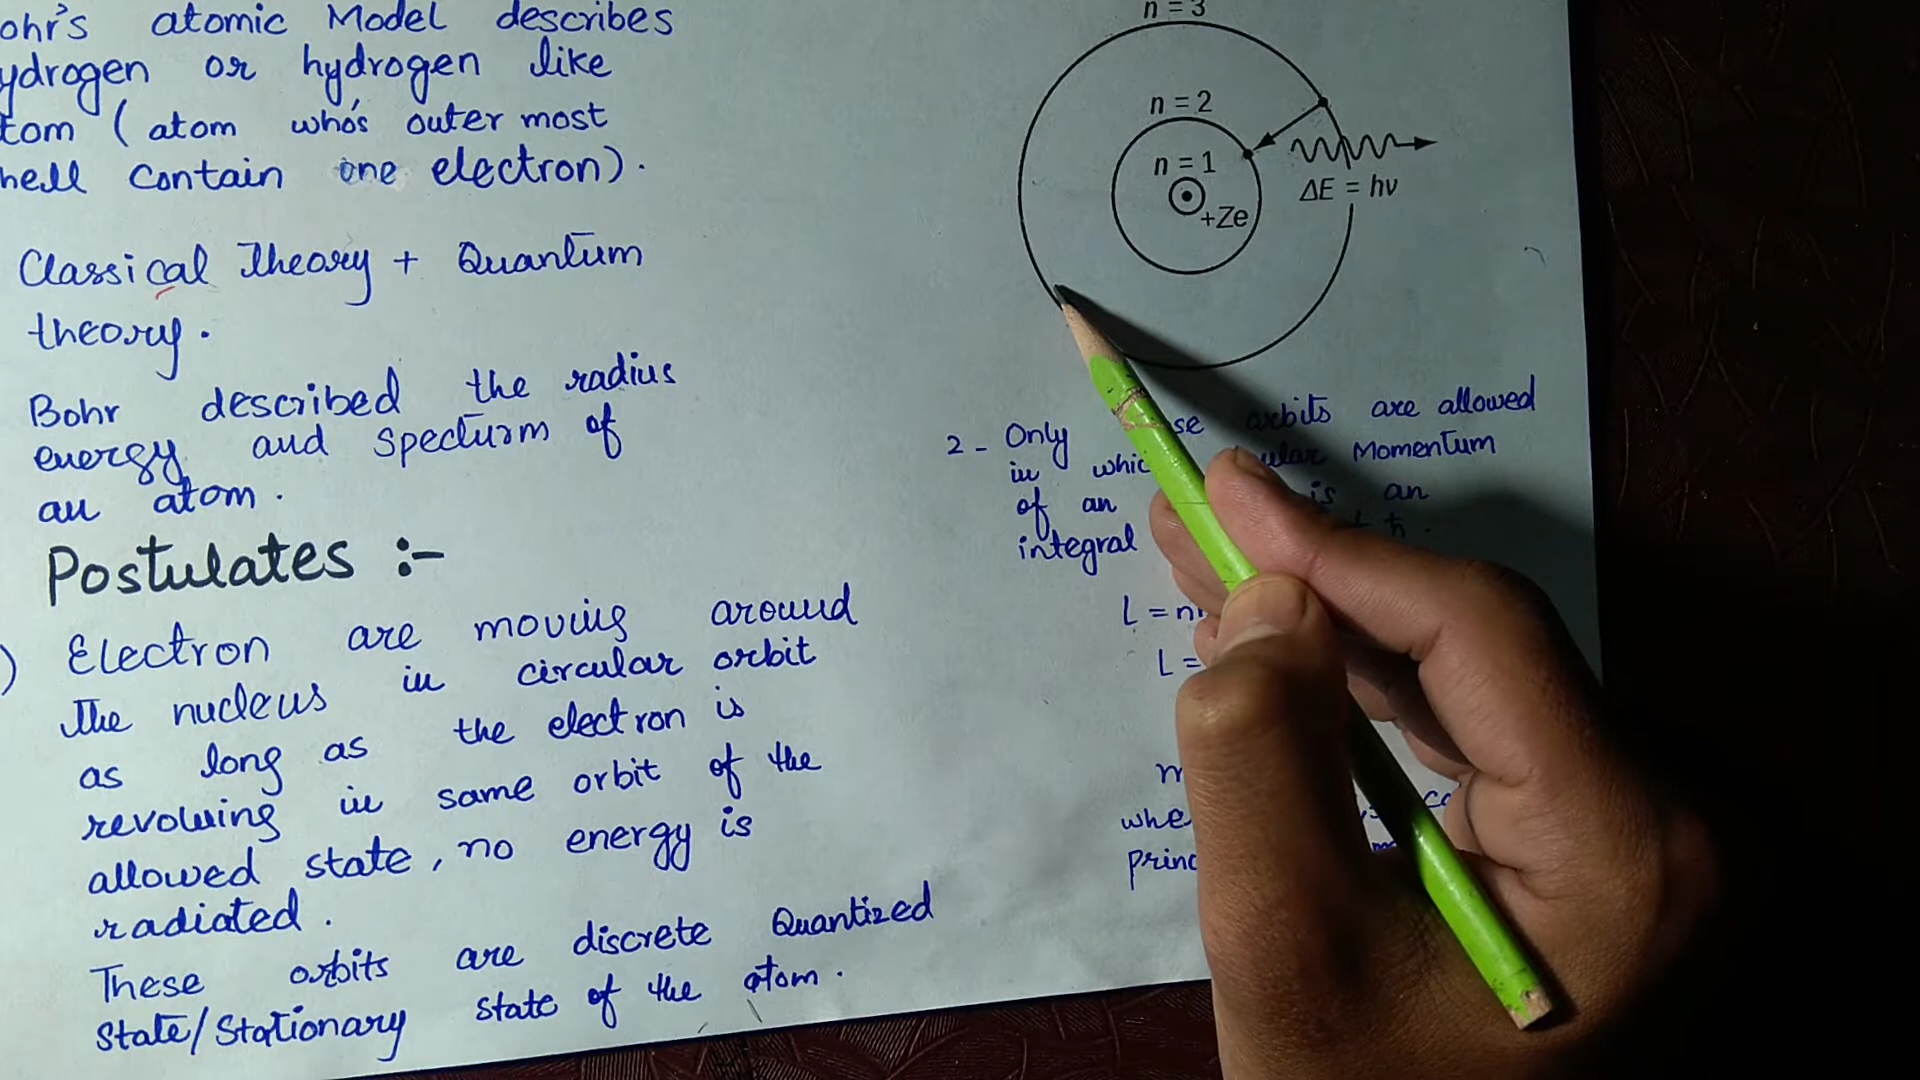 ohr's atomic Model describes
ydrogen or hydrogen like
tom (atom who's outer most
hell contain one electron).
Classical Theory + Quantum
theory.
Bohr described the radius
energy and specturm of
an atom.
Postulates :-
) Electron are moving around
The nucleus in circular orbit
as long as the electron is
revolving in same orbit of the
allowed state, no energy is
radiated.
These orbits are discrete Quantized
State/Stationary state of the atom.
n = 3
n = 2
n = 1
+Ze
ΔE = hν
2 - Only se orbits are allowed
in whic ular Momentum
of an is an
integral ħ.
L = n
L =
m
whe
princ